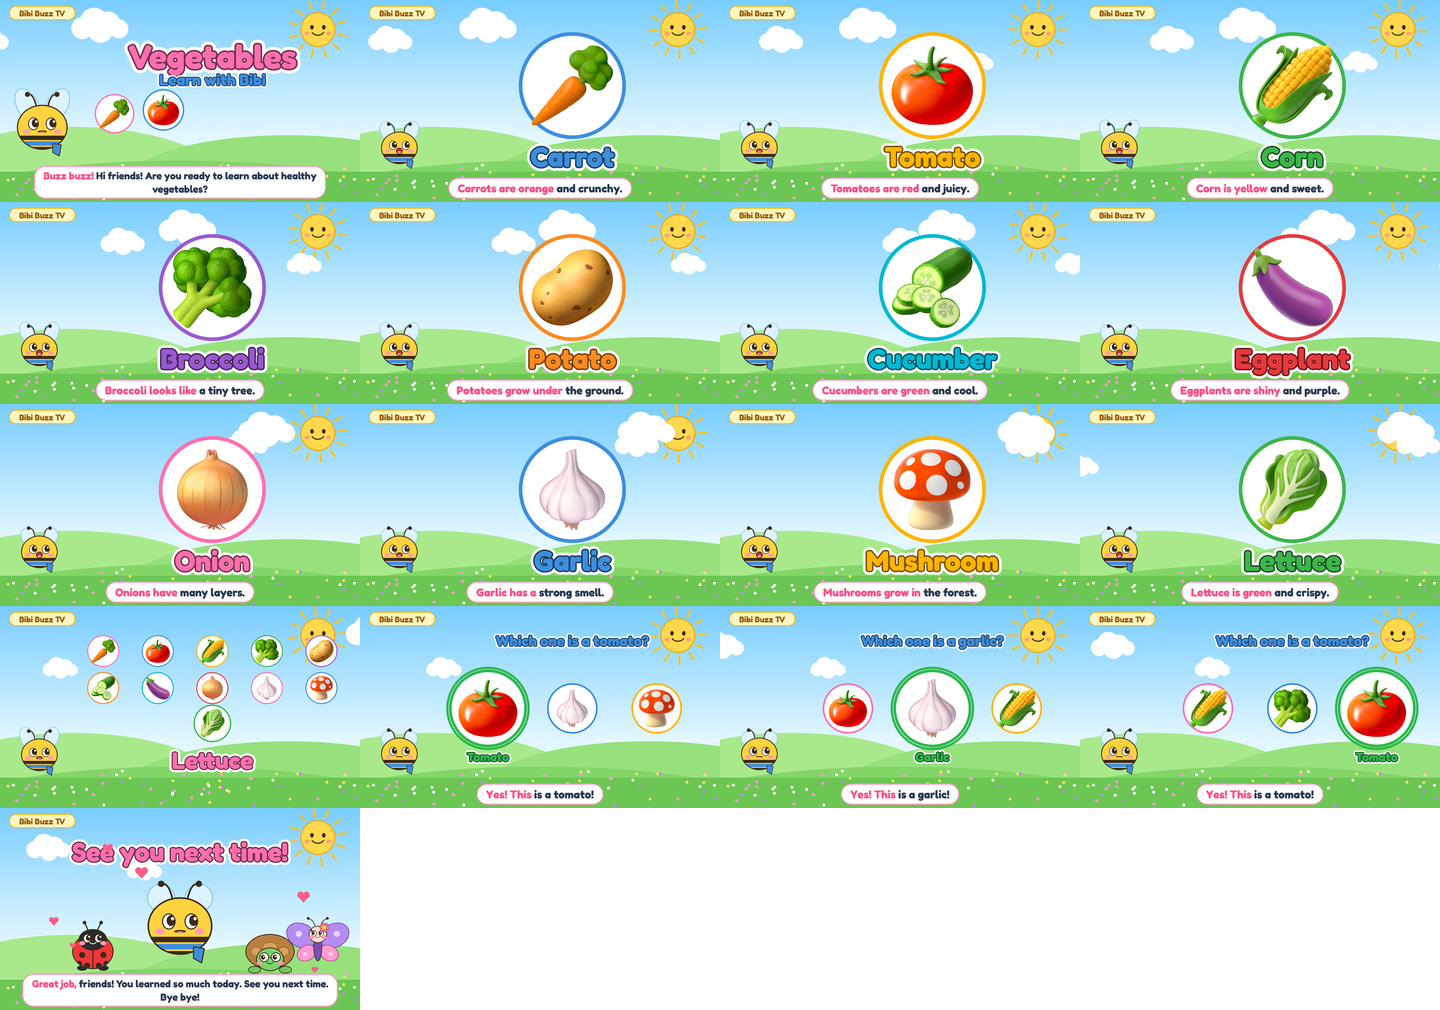 Bibi Buzz TV
Vegetables
Learn with Bibi
Buzz buzz! Hi friends! Are you ready to learn about healthy
vegetables?
Bibi Buzz TV
Carrot
Carrots are orange and crunchy.
Bibi Buzz TV
Tomato
Tomatoes are red and juicy.
Bibi Buzz TV
Corn
Corn is yellow and sweet.
Bibi Buzz TV
Broccoli
Broccoli looks like a tiny tree.
Bibi Buzz TV
Potato
Potatoes grow under the ground.
Bibi Buzz TV
Cucumber
Cucumbers are green and cool.
Bibi Buzz TV
Eggplant
Eggplants are shiny and purple.
Bibi Buzz TV
Onion
Onions have many layers.
Bibi Buzz TV
Garlic
Garlic has a strong smell.
Bibi Buzz TV
Mushroom
Mushrooms grow in the forest.
Bibi Buzz TV
Lettuce
Lettuce is green and crispy.
Bibi Buzz TV
Lettuce
Bibi Buzz TV
Which one is a tomato?
Tomato
Yes! This is a tomato!
Bibi Buzz TV
Which one is a garlic?
Garlic
Yes! This is a garlic!
Bibi Buzz TV
Which one is a tomato?
Tomato
Yes! This is a tomato!
Bibi Buzz TV
See you next time!
Great job, friends! You learned so much today. See you next time.
Bye bye!